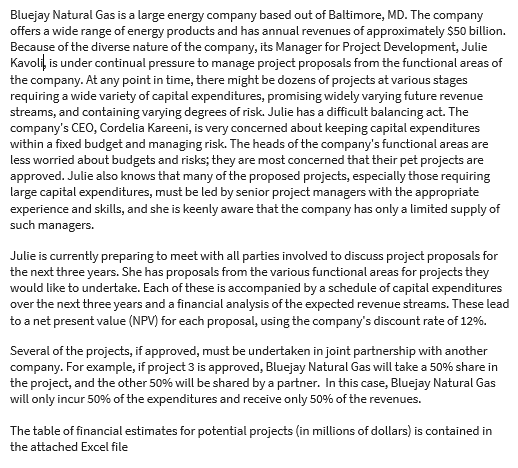 Bluejay Natural Gas is a large energy company based out of Baltimore, MD. The company
offers a wide range of energy products and has annual revenues of approximately $50 billion.
Because of the diverse nature of the company, its Manager for Project Development, Julie
Kavoli, is under continual pressure to manage project proposals from the functional areas of
the company. At any point in time, there might be dozens of projects at various stages
requiring a wide variety of capital expenditures, promising widely varying future revenue
streams, and containing varying degrees of risk. Julie has a difficult balancing act. The
company's CEO, Cordelia Kareeni, is very concerned about keeping capital expenditures
within a fixed budget and managing risk. The heads of the company's functional areas are
less worried about budgets and risks; they are most concerned that their pet projects are
approved. Julie also knows that many of the proposed projects, especially those requiring
large capital expenditures, must be led by senior project managers with the appropriate
experience and skills, and she is keenly aware that the company has only a limited supply of
such managers.
Julie is currently preparing to meet with all parties involved to discuss project proposals for
the next three years. She has proposals from the various functional areas for projects they
would like to undertake. Each of these is accompanied by a schedule of capital expenditures
over the next three years and a financial analysis of the expected revenue streams. These lead
to a net present value (NPV) for each proposal, using the company's discount rate of 12%.
Several of the projects, if approved, must be undertaken in joint partnership with another
company. For example, if project 3 is approved, Bluejay Natural Gas will take a 50% share in
the project, and the other 50% will be shared by a partner. In this case, Bluejay Natural Gas
will only incur 50% of the expenditures and receive only 50% of the revenues.
The table of financial estimates for potential projects (in millions of dollars) is contained in
the attached Excel file